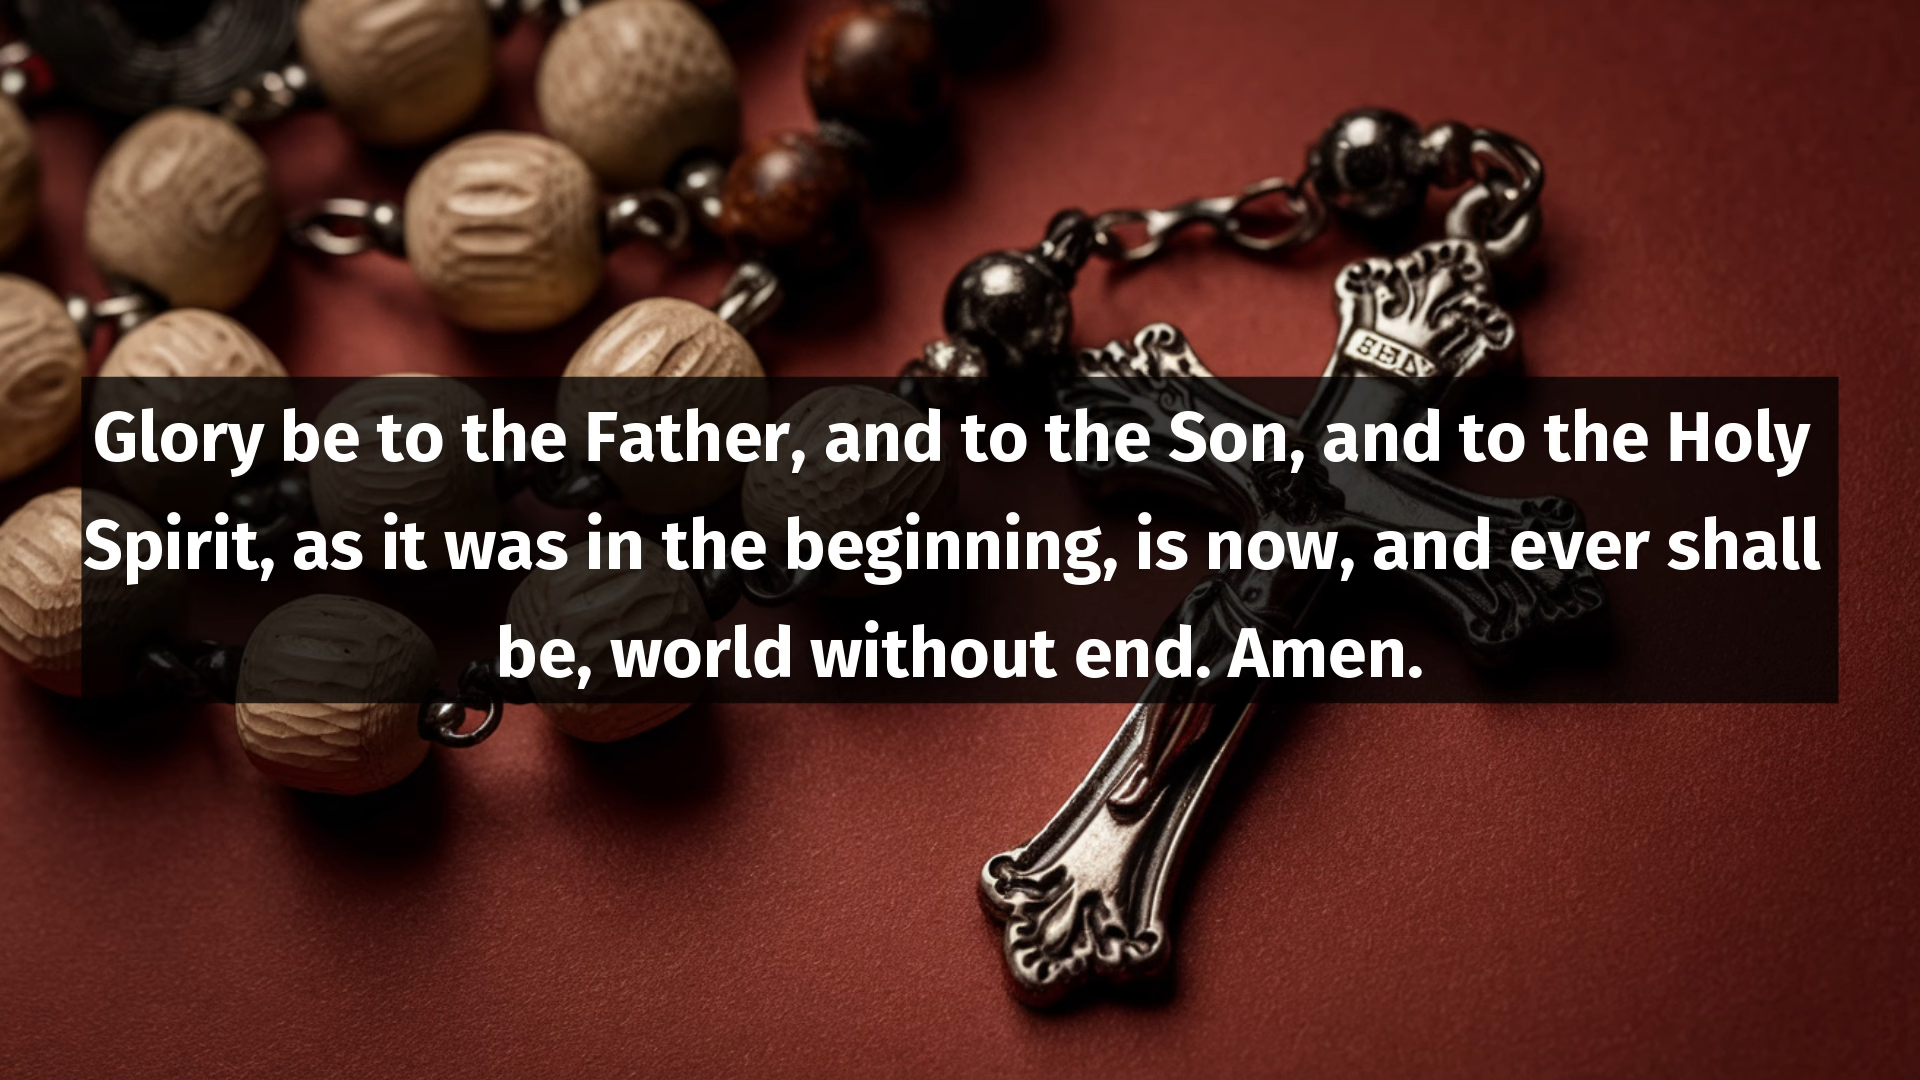 Glory be to the Father, and to the Son, and to the Holy
Spirit, as it was in the beginning, is now, and ever shall
be, world without end. Amen.